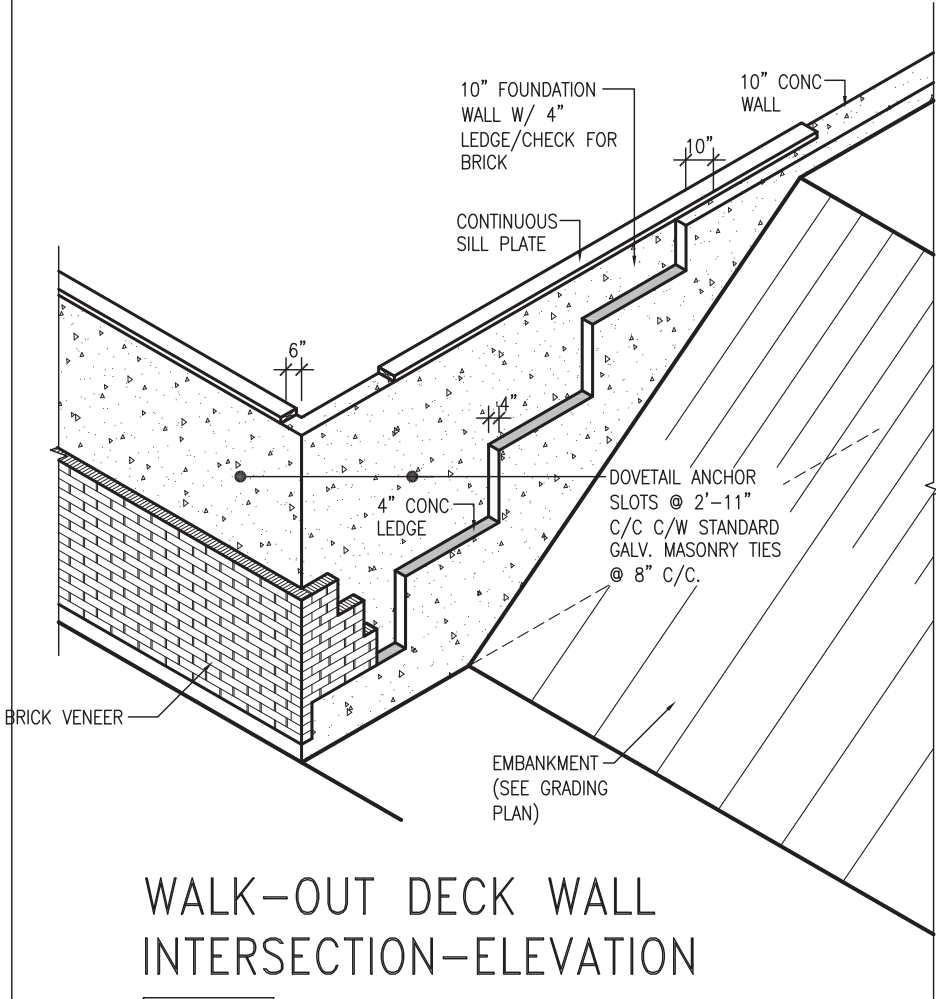 10” FOUNDATION
WALL W/ 4”
LEDGE/CHECK FOR
BRICK
10” CONC
WALL
10”
CONTINUOUS
SILL PLATE
6”
4”
DOVETAIL ANCHOR
SLOTS @ 2’-11”
C/C C/W STANDARD
GALV. MASONRY TIES
@ 8” C/C.
4” CONC
LEDGE
BRICK VENEER
EMBANKMENT
(SEE GRADING
PLAN)
WALK-OUT DECK WALL
INTERSECTION-ELEVATION